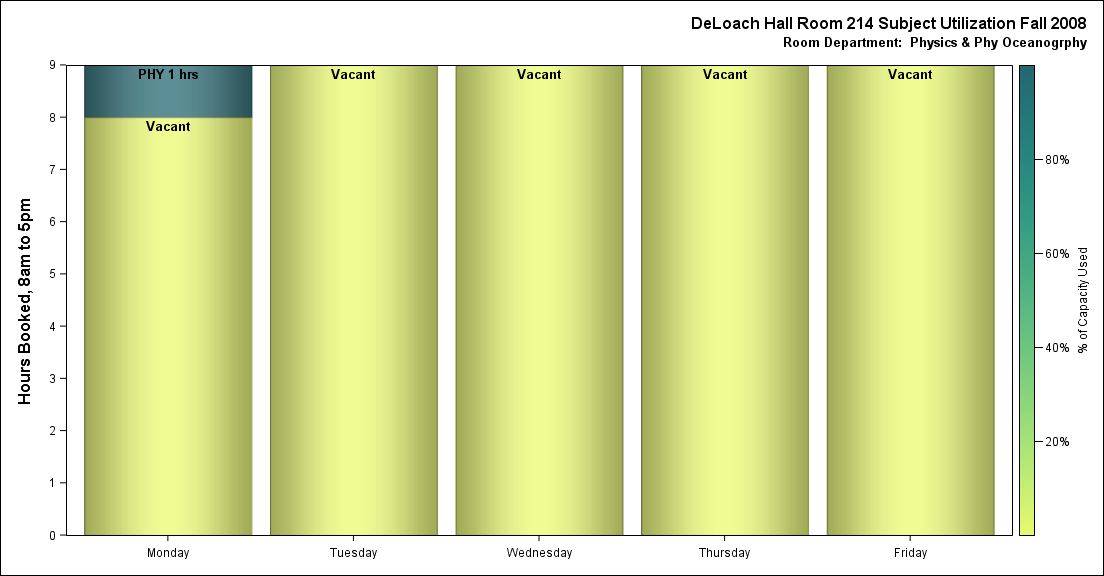 DeLoach Hall Room 214 Subject Utilization Fall 2008
Room Department:  Physics & Phy Oceanogrphy
Hours Booked, 8am to 5pm
9
8
7
6
5
4
3
2
1
0
PHY 1 hrs
Vacant
Vacant
Vacant
Vacant
Vacant
Monday
Tuesday
Wednesday
Thursday
Friday
80%
60%
40%
20%
% of Capacity Used